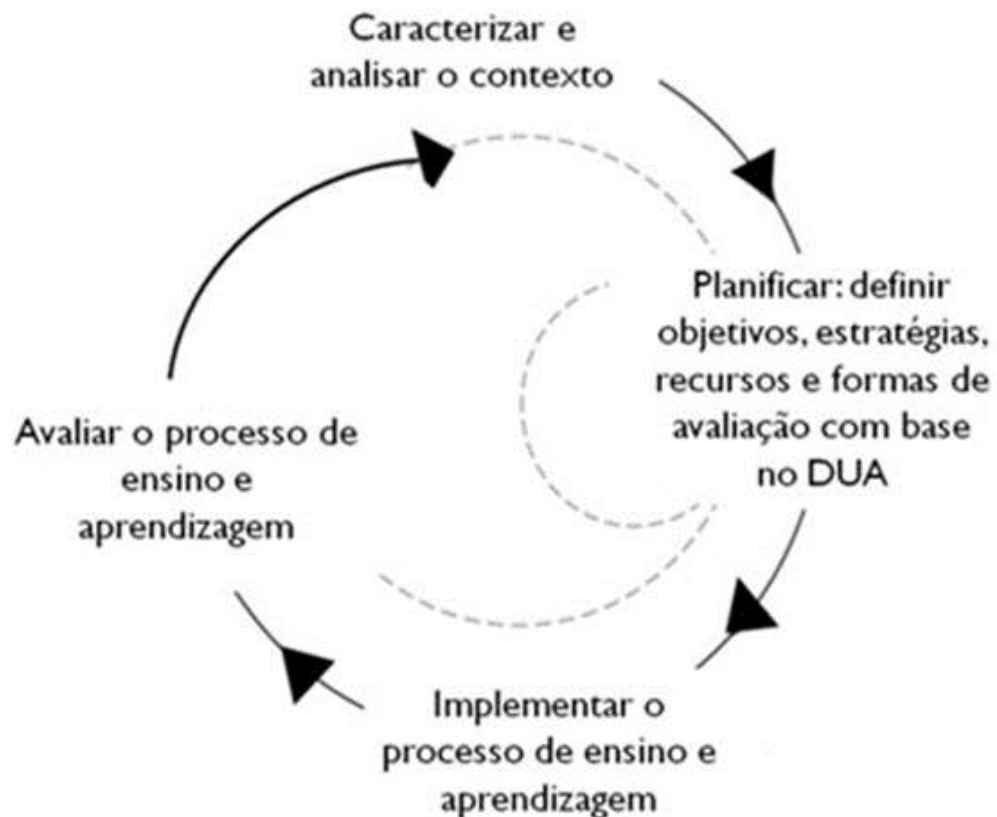 Caracterizar e
analisar o contexto
Planificar: definir
objetivos, estratégias,
recursos e formas de
avaliação com base
no DUA
Implementar o
processo de ensino e
aprendizagem
Avaliar o processo de
ensino e
aprendizagem